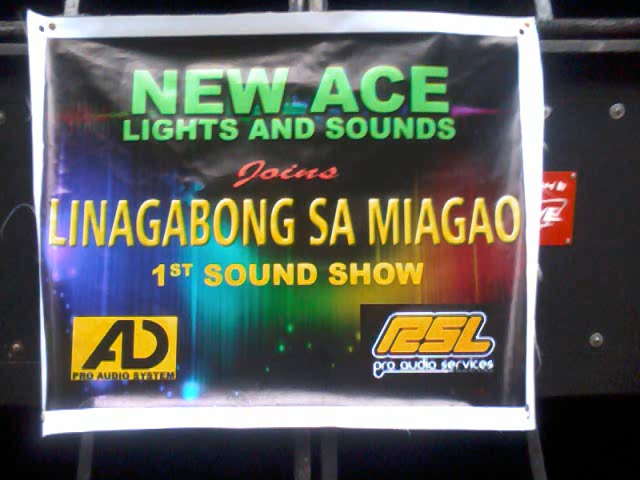 NEW ACE
LIGHTS AND SOUNDS
Joins
LINAGABONG SA MIAGAO
1ST SOUND SHOW
AD
PRO AUDIO SYSTEM
RSL
pro audio services